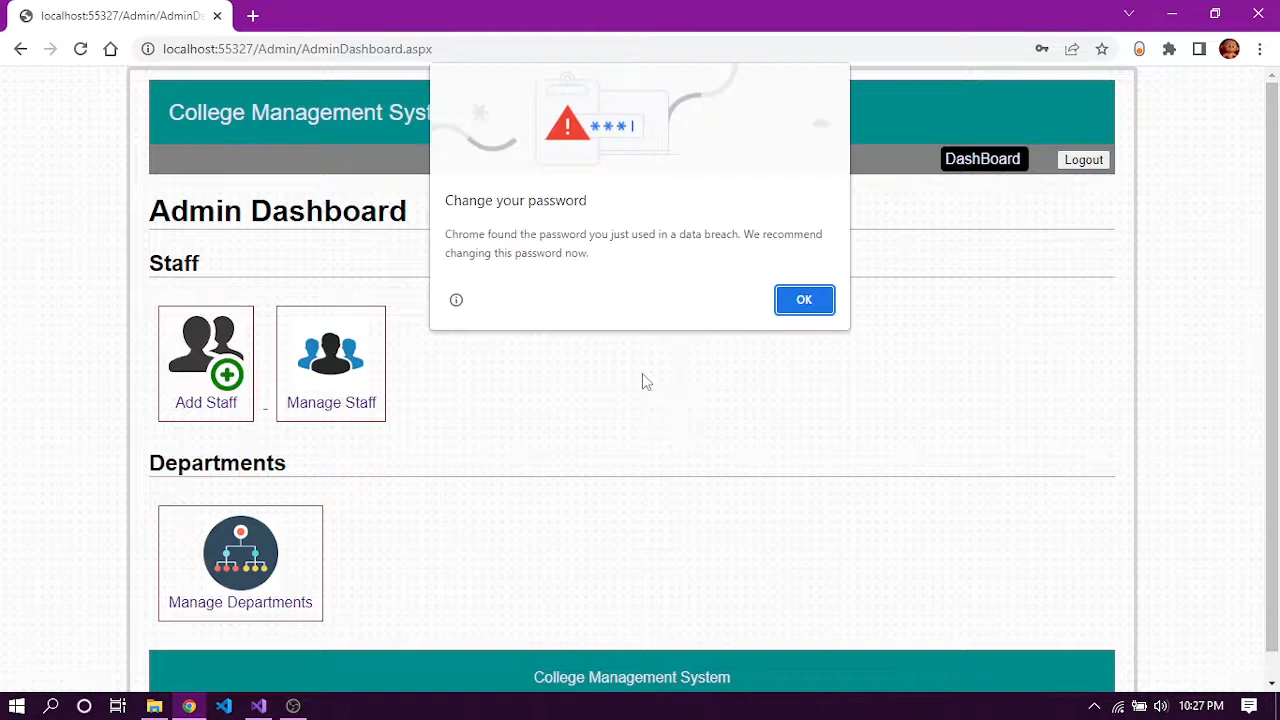 localhost:55327/Admin/AdminDa
localhost:55327/Admin/AdminDashboard.aspx
College Management Syst
***
DashBoard
Logout
Change your password
Chrome found the password you just used in a data breach. We recommend
changing this password now.
OK
Admin Dashboard
Staff
Add Staff
Manage Staff
Departments
Manage Departments
College Management System
10:27 PM